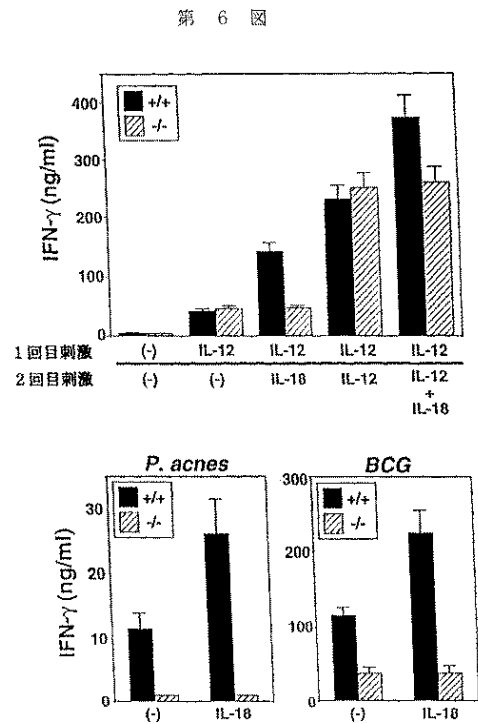 第 6 図
+/+
-/-
IFN-γ (ng/ml)
400
300
200
100
0
1回目刺激 (-) IL-12 IL-12 IL-12 IL-12
2回目刺激 (-) (-) IL-18 IL-12 IL-12 + IL-18
P. acnes
+/+
-/-
IFN-γ (ng/ml)
30
20
10
0
(-) IL-18
BCG
+/+
-/-
300
200
100
0
(-) IL-18